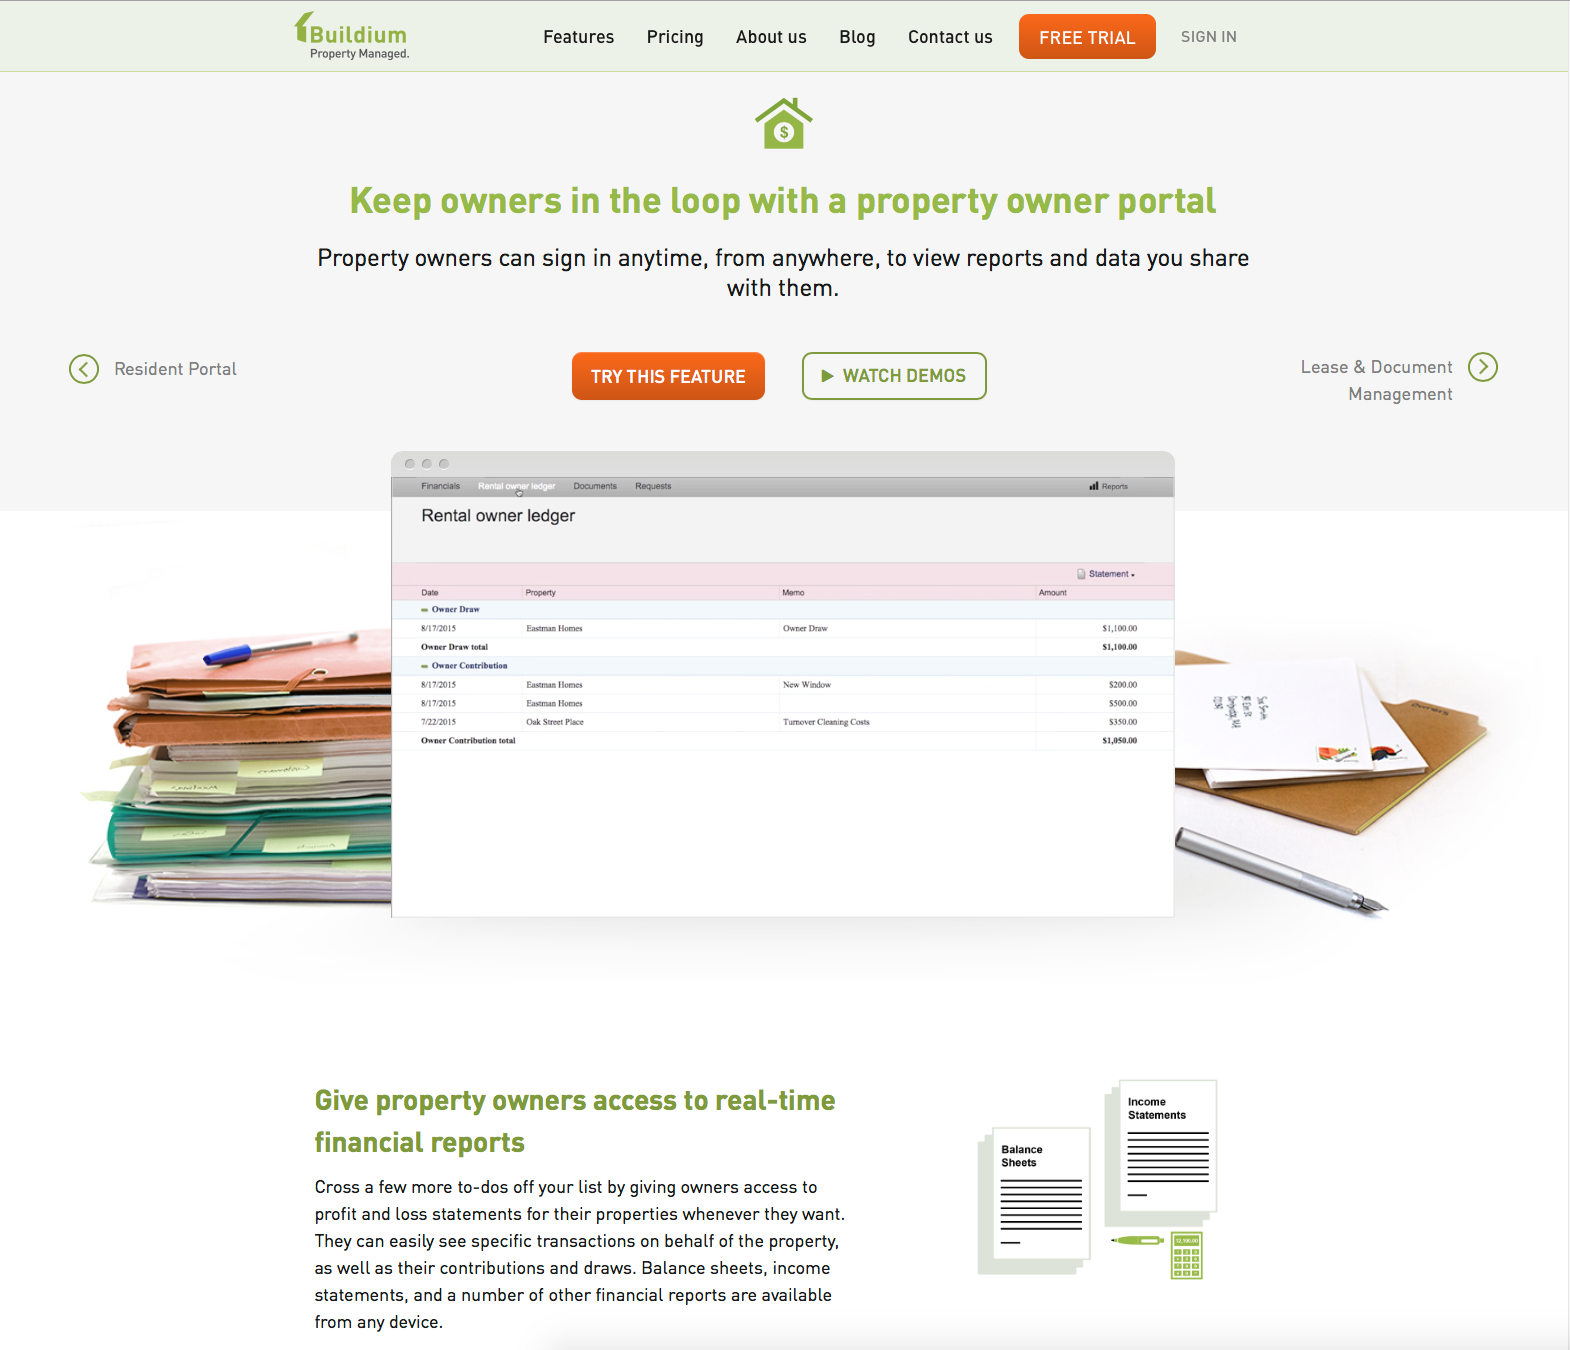 Buildium
Property Managed.
Features
Pricing
About us
Blog
Contact us
FREE TRIAL
SIGN IN
$
Keep owners in the loop with a property owner portal
Property owners can sign in anytime, from anywhere, to view reports and data you share
with them.
Resident Portal
TRY THIS FEATURE
WATCH DEMOS
Lease & Document
Management
Financials
Rental owner ledger
Documents
Requests
Reports
Rental owner ledger
Statement
Date Property Memo Amount
Owner Draw
8/17/2015 Eastman Homes Owner Draw $1,100.00
Owner Draw total $1,100.00
Owner Contribution
8/17/2015 Eastman Homes New Window $200.00
8/17/2015 Eastman Homes $500.00
7/22/2015 Oak Street Place Turnover Cleaning Costs $350.00
Owner Contribution total $1,050.00
Owners
Give property owners access to real-time
financial reports
Cross a few more to-dos off your list by giving owners access to
profit and loss statements for their properties whenever they want.
They can easily see specific transactions on behalf of the property,
as well as their contributions and draws. Balance sheets, income
statements, and a number of other financial reports are available
from any device.
Balance
Sheets
Income
Statements